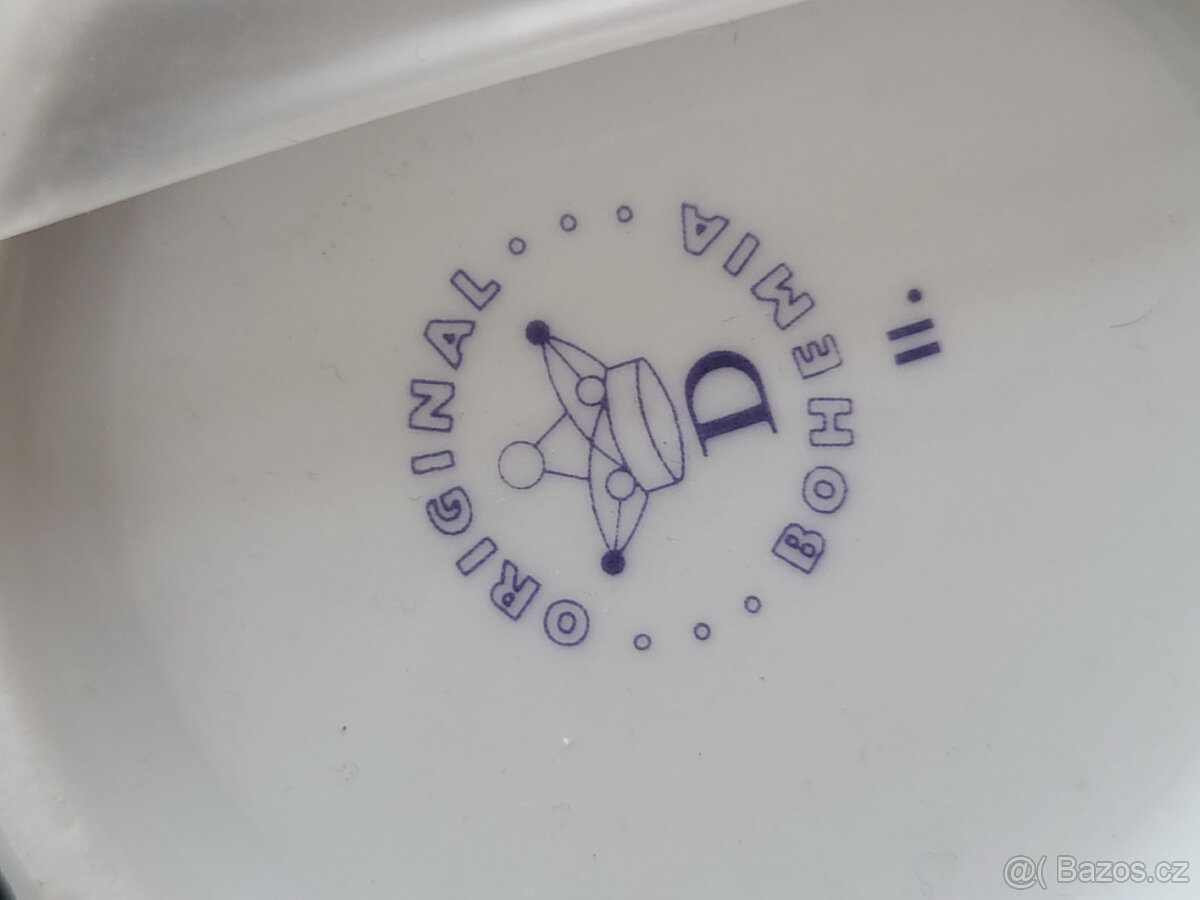 ORIGINAL
D
BOHEMIA
II.
@( Bazos.cz